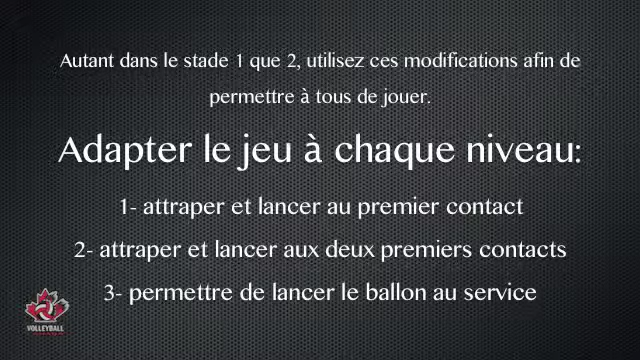 Autant dans le stade 1 que 2, utilisez ces modifications afin de
permettre à tous de jouer.
Adapter le jeu à chaque niveau:
1- attraper et lancer au premier contact
2- attraper et lancer aux deux premiers contacts
3- permettre de lancer le ballon au service
VOLLEYBALL